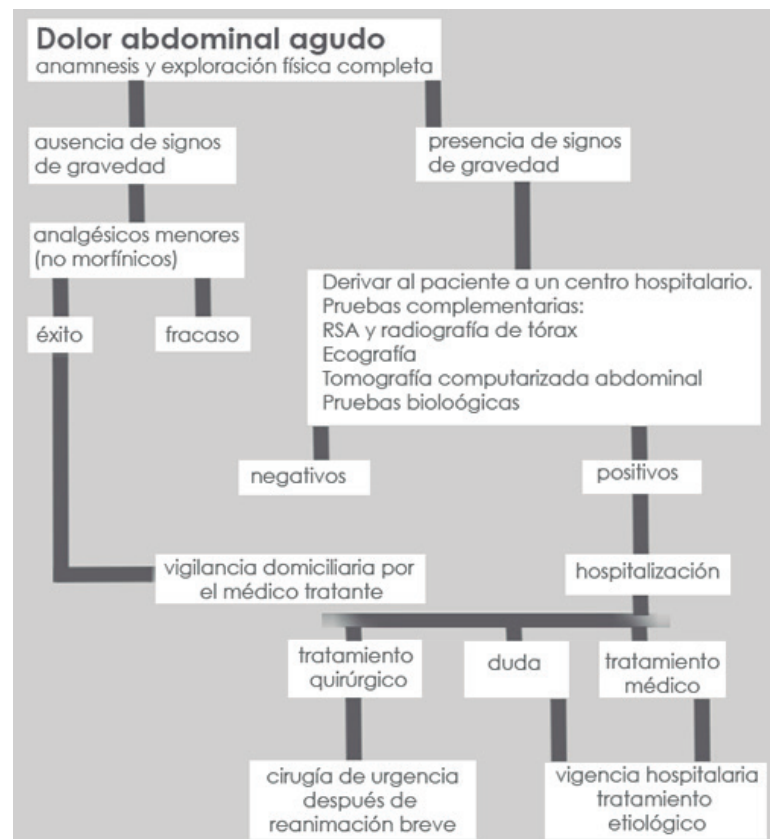 Dolor abdominal agudo
anamnesis y exploración física completa
ausencia de signos
de gravedad
presencia de signos
de gravedad
analgésicos menores
(no morfínicos)
Derivar al paciente a un centro hospitalario.
Pruebas complementarias:
RSA y radiografía de tórax
Ecografía
Tomografía computarizada abdominal
Pruebas bioloógicas
éxito
fracaso
negativos
positivos
vigilancia domiciliaria por
el médico tratante
hospitalización
tratamiento
quirúrgico
duda
tratamiento
médico
cirugía de urgencia
después de
reanimación breve
vigencia hospitalaria
tratamiento
etiológico